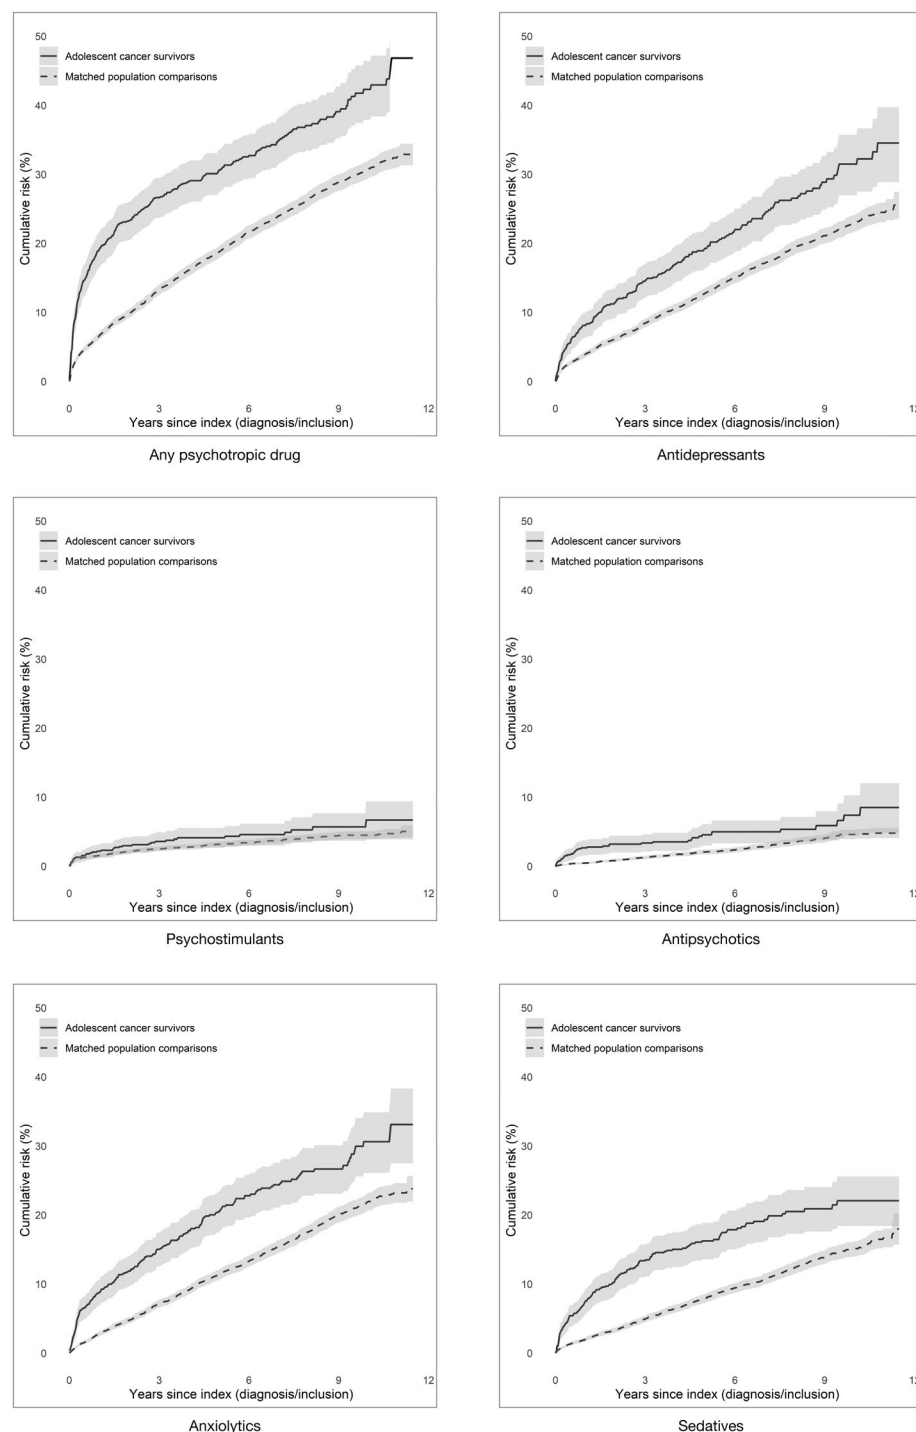 50
Adolescent cancer survivors
Matched population comparisons
40
30
20
10
0
Cumulative risk (%)
0 3 6 9 12
Years since index (diagnosis/inclusion)
Any psychotropic drug
50
Adolescent cancer survivors
Matched population comparisons
40
30
20
10
0
Cumulative risk (%)
0 3 6 9 12
Years since index (diagnosis/inclusion)
Antidepressants
50
Adolescent cancer survivors
Matched population comparisons
40
30
20
10
0
Cumulative risk (%)
0 3 6 9 12
Years since index (diagnosis/inclusion)
Psychostimulants
50
Adolescent cancer survivors
Matched population comparisons
40
30
20
10
0
Cumulative risk (%)
0 3 6 9 12
Years since index (diagnosis/inclusion)
Antipsychotics
50
Adolescent cancer survivors
Matched population comparisons
40
30
20
10
0
Cumulative risk (%)
0 3 6 9 12
Years since index (diagnosis/inclusion)
Anxiolytics
50
Adolescent cancer survivors
Matched population comparisons
40
30
20
10
0
Cumulative risk (%)
0 3 6 9 12
Years since index (diagnosis/inclusion)
Sedatives